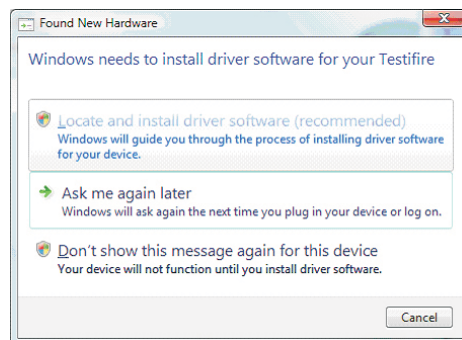 Found New Hardware
Windows needs to install driver software for your Testifire
Locate and install driver software (recommended)
Windows will guide you through the process of installing driver software
for your device.
Ask me again later
Windows will ask again the next time you plug in your device or log on.
Don't show this message again for this device
Your device will not function until you install driver software.
Cancel